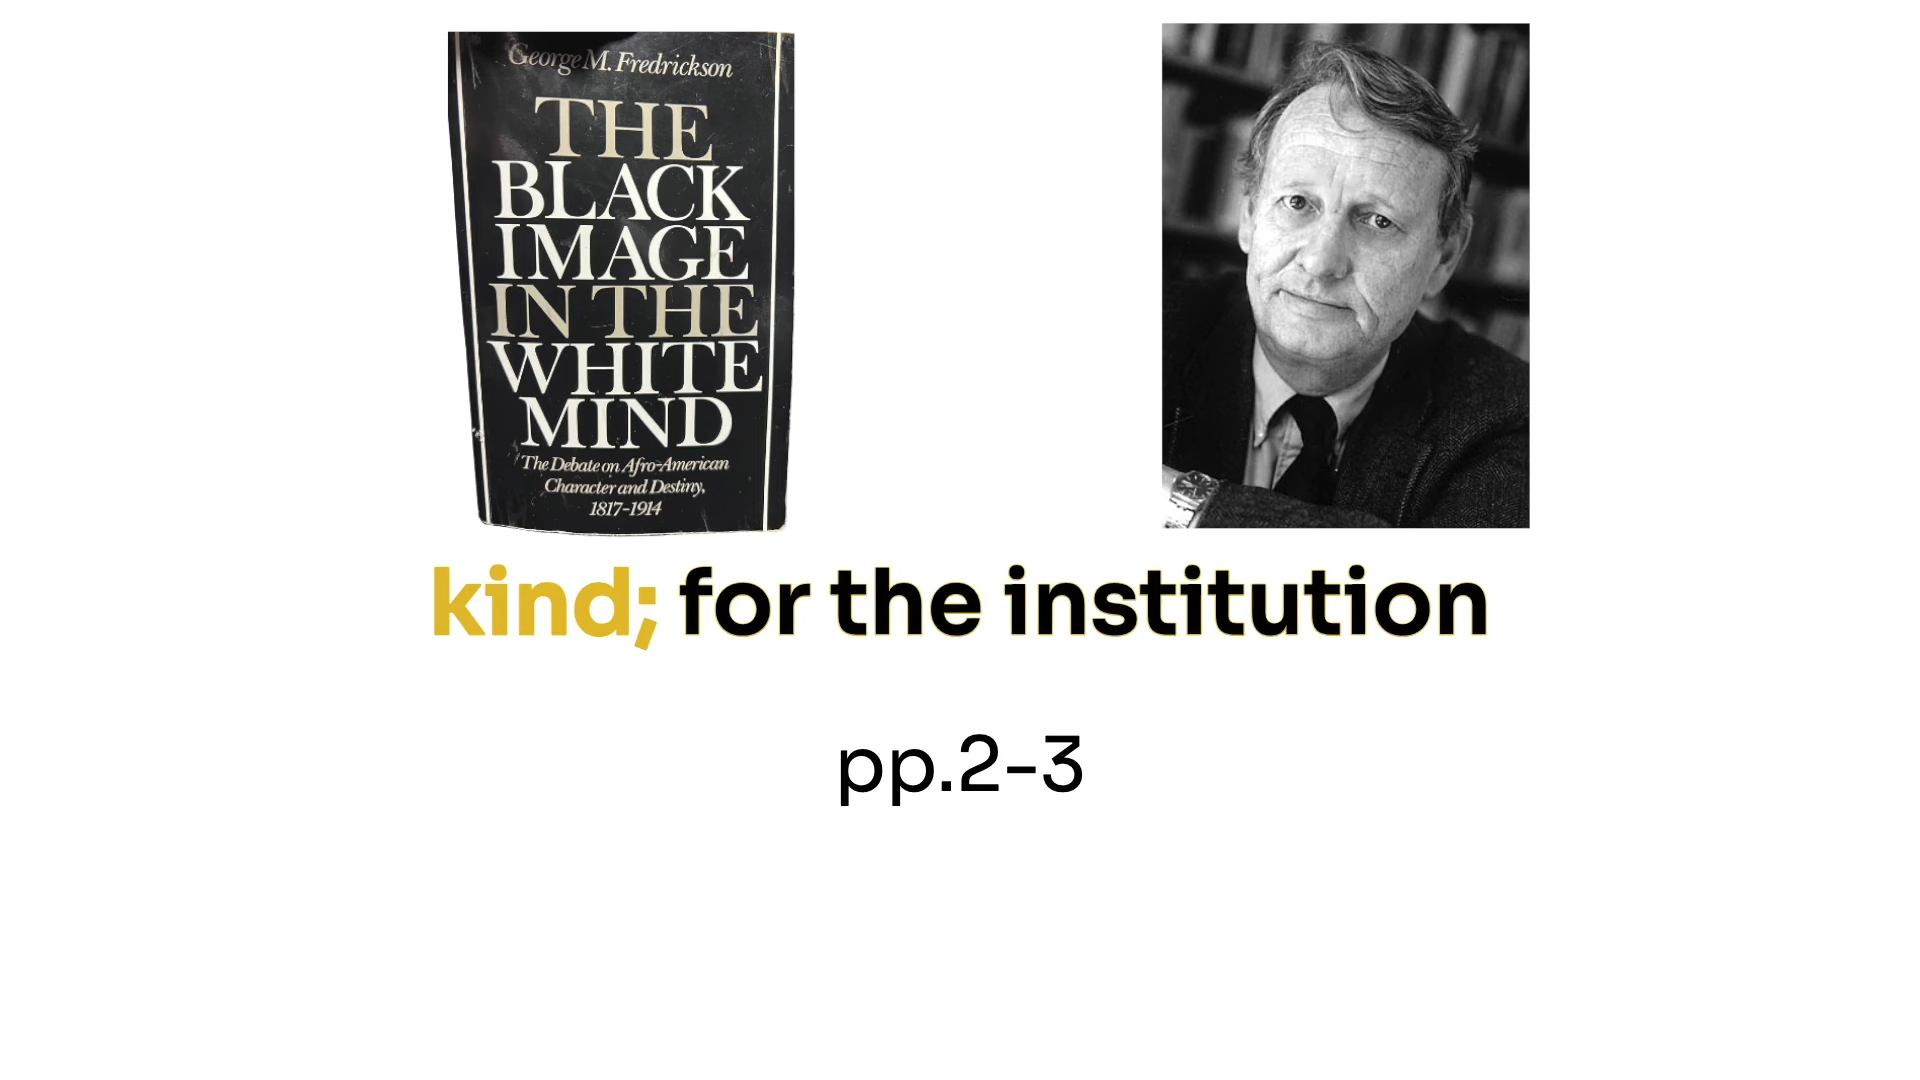 George M. Fredrickson
THE
BLACK
IMAGE
IN THE
WHITE
MIND
The Debate on Afro-American
Character and Destiny,
1817-1914
kind; for the institution
pp.2-3